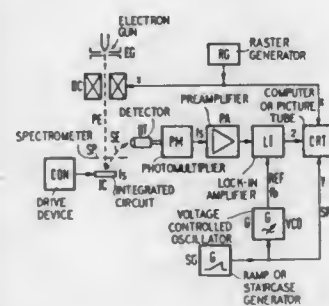 ELECTRON
GUN
EG
RG
RASTER
GENERATOR
COMPUTER
OR PICTURE
TUBE
PREAMPLIFIER
PA
DETECTOR
DT
PE
SE
SPECTROMETER
SP
PM
LI
CRT
PHOTOMULTIPLIER
LOCK-IN
AMPLIFIER
CON
IC
INTEGRATED
CIRCUIT
DRIVE
DEVICE
REF
VOLTAGE
CONTROLLED
OSCILLATOR
G
VCO
SG
G
RAMP OR
STAIRCASE
GENERATOR